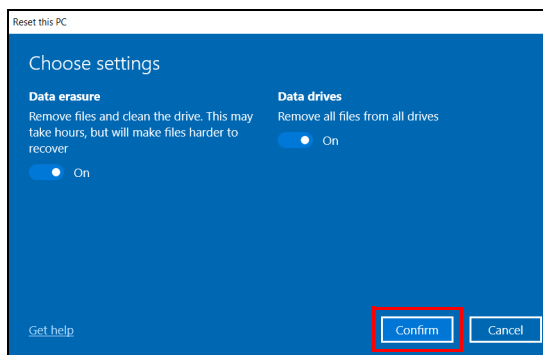 Reset this PC
Choose settings
Data erasure
Remove files and clean the drive. This may
take hours, but will make files harder to
recover
On
Data drives
Remove all files from all drives
On
Get help
Confirm
Cancel